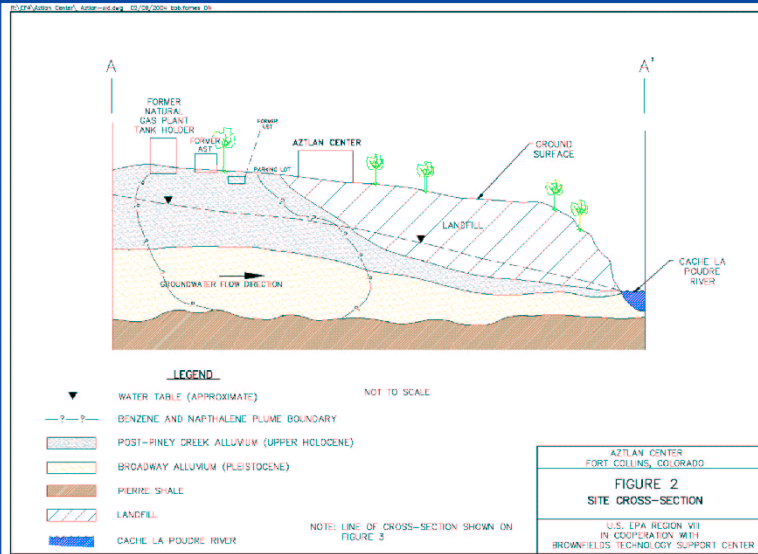 A
A'
FORMER
NATURAL
GAS PLANT
TANK HOLDER
FORMER
AST
FORMER
AZTLAN CENTER
PARKING LOT
GROUND
SURFACE
LANDFILL
CACHE LA
POUDRE
RIVER
GROUNDWATER FLOW DIRECTION
LEGEND
WATER TABLE (APPROXIMATE)
NOT TO SCALE
—?—?— BENZENE AND NAPTHALENE PLUME BOUNDARY
POST-PINEY CREEK ALLUVIUM (UPPER HOLOCENE)
BROADWAY ALLUVIUM (PLEISTOCENE)
PIERRE SHALE
LANDFILL
CACHE LA POUDRE RIVER
NOTE: LINE OF CROSS-SECTION SHOWN ON
FIGURE 3
AZTLAN CENTER
FORT COLLINS, COLORADO
FIGURE 2
SITE CROSS-SECTION
U.S. EPA REGION VIII
IN COOPERATION WITH
BROWNFIELDS TECHNOLOGY SUPPORT CENTER